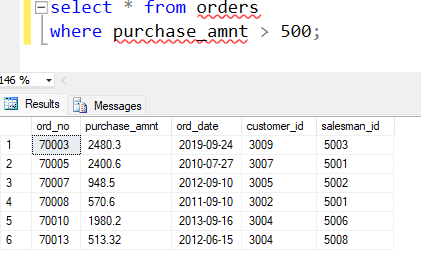 select * from orders
where purchase_amnt > 500;
146 %
Results Messages
ord_no purchase_amnt ord_date customer_id salesman_id
1 70003 2480.3 2019-09-24 3009 5003
2 70005 2400.6 2010-07-27 3007 5001
3 70007 948.5 2012-09-10 3005 5002
4 70008 570.6 2011-09-10 3002 5001
5 70010 1980.2 2013-09-16 3004 5006
6 70013 513.32 2012-06-15 3004 5008